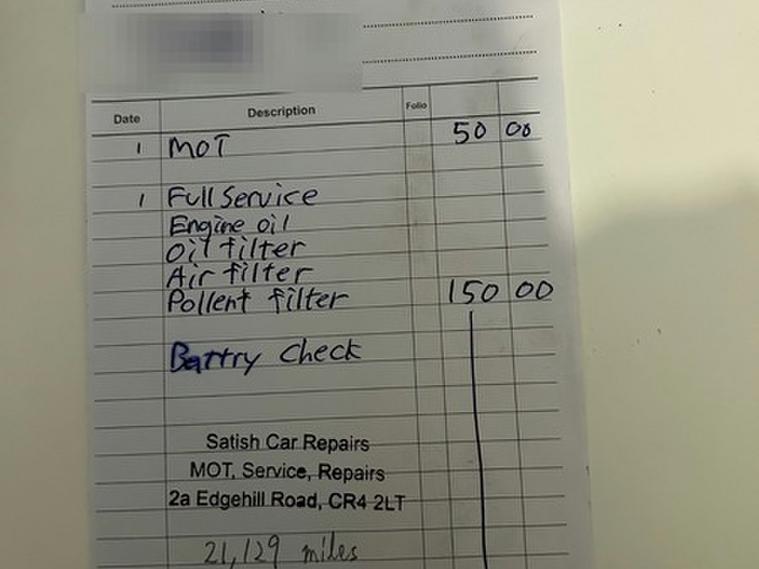 Date Description Folio
1 MOT 50 00
1 Full Service
Engine oil
Oil filter
Air filter
Pollent filter 150 00
Battry Check
Satish Car Repairs
MOT, Service, Repairs
2a Edgehill Road, CR4 2LT
21,129 miles